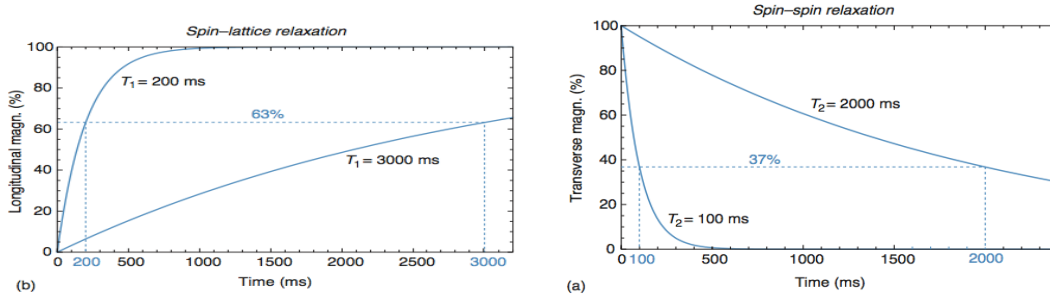 Spin–lattice relaxation
100
80
60
40
20
0
Longitudinal magn. (%)
T1 = 200 ms
63%
T1 = 3000 ms
0 200 500 1000 1500 2000 2500 3000
Time (ms)
(b)
Spin–spin relaxation
100
80
60
40
20
0
Transverse magn. (%)
T2 = 2000 ms
37%
T2 = 100 ms
0 100 500 1000 1500 2000
Time (ms)
(a)